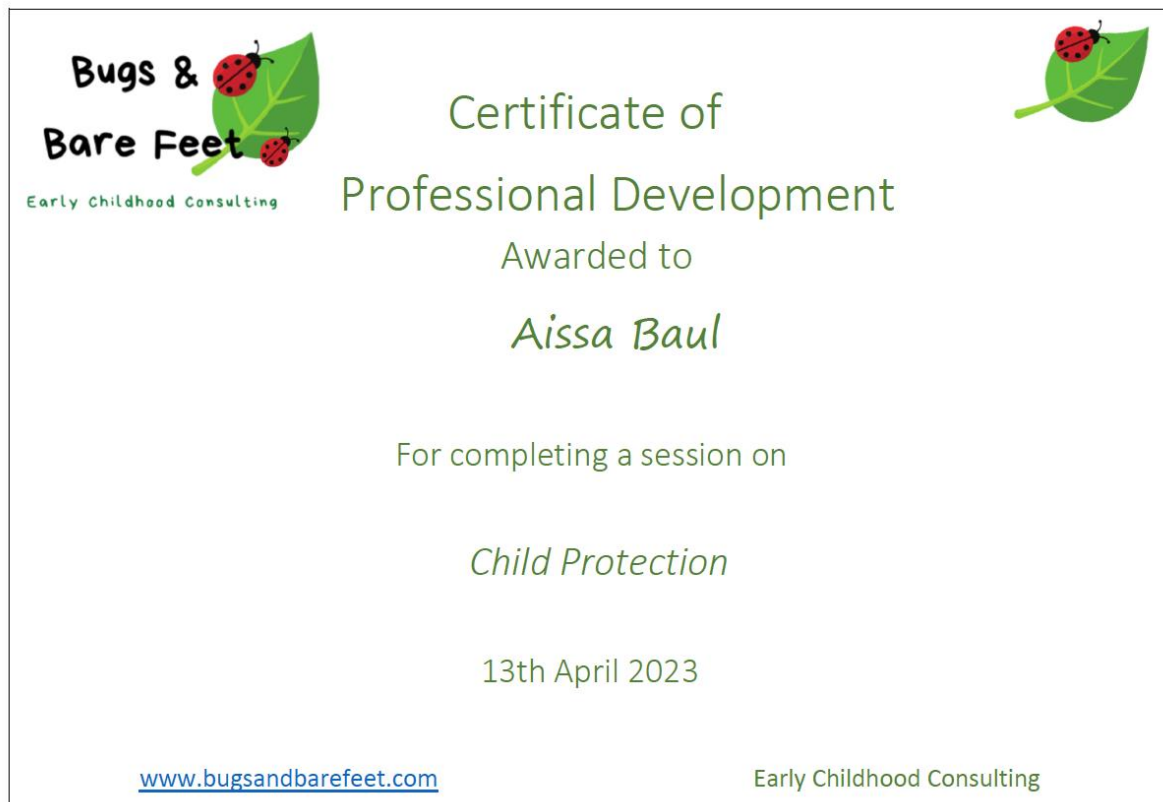 Bugs &
Bare Feet
Early Childhood Consulting
Certificate of
Professional Development
Awarded to
Aissa Baul
For completing a session on
Child Protection
13th April 2023
www.bugsandbarefeet.com
Early Childhood Consulting